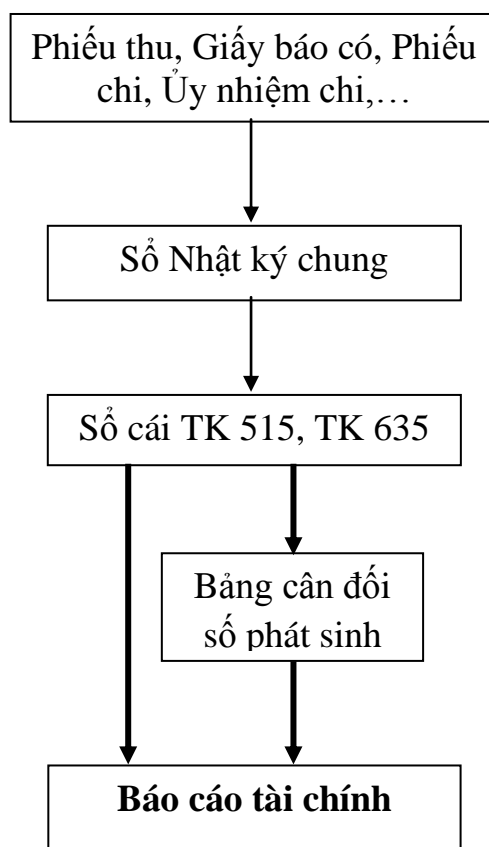 Phiếu thu, Giấy báo có, Phiếu
chi, Ủy nhiệm chi,…
Sổ Nhật ký chung
Sổ cái TK 515, TK 635
Bảng cân đối
số phát sinh
Báo cáo tài chính